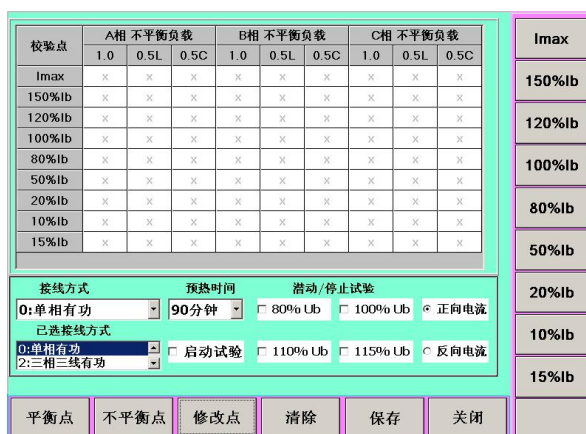 校验点 A相 不平衡负载 B相 不平衡负载 C相 不平衡负载
1.0 0.5L 0.5C 1.0 0.5L 0.5C 1.0 0.5L 0.5C
Imax x x x x x x x x x
150%Ib x x x x x x x x x
120%Ib x x x x x x x x x
100%Ib x x x x x x x x x
80%Ib x x x x x x x x x
50%Ib x x x x x x x x x
20%Ib x x x x x x x x x
10%Ib x x x x x x x x x
15%Ib x x x x x x x x x
接线方式 预热时间 潜动/停止试验
0:单相有功 90分钟 80% Ub 100% Ub 正向电流
已选接线方式
0:单相有功
2:三相三线有功
启动试验 110% Ub 115% Ub 反向电流
平衡点 不平衡点 修改点 清除 保存 关闭
Imax
150%Ib
120%Ib
100%Ib
80%Ib
50%Ib
20%Ib
10%Ib
15%Ib